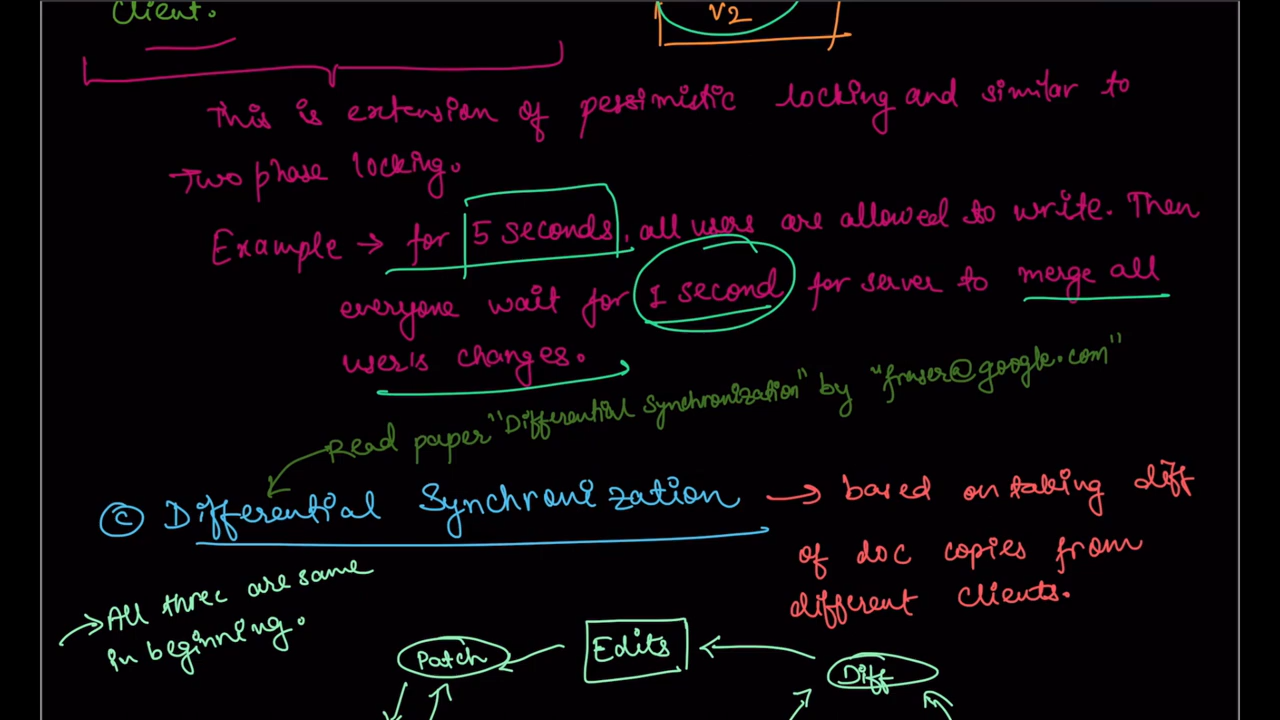 Client.
V2
This is extension of pessimistic locking and similar to
→ Two phase locking.
Example → for 5 seconds, all users are allowed to write. Then
everyone wait for 1 second for server to merge all
user's changes.
Read paper "Differential Synchronization" by "fraser@google.com"
(c) Differential Synchronization → based on taking diff
of doc copies from
different clients.
→ All three are same
in beginning.
Patch ← Edits ← Diff